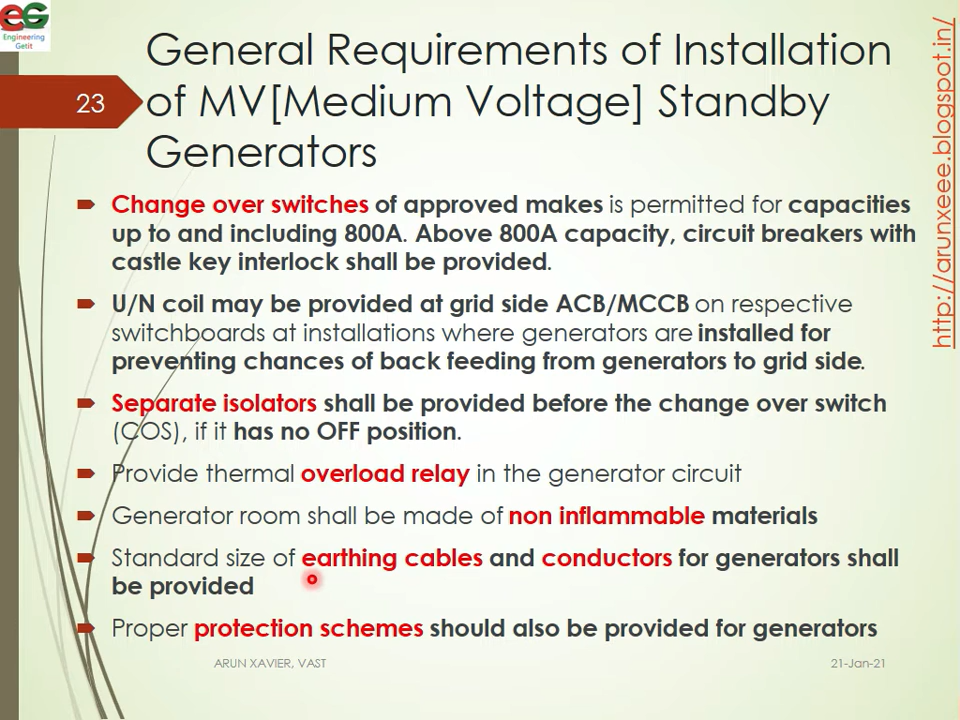 EG
Engineering
Getit
General Requirements of Installation
23
of MV[Medium Voltage] Standby
Generators
Change over switches of approved makes is permitted for capacities
up to and including 800A. Above 800A capacity, circuit breakers with
castle key interlock shall be provided.
U/N coil may be provided at grid side ACB/MCCB on respective
switchboards at installations where generators are installed for
preventing chances of back feeding from generators to grid side.
Separate isolators shall be provided before the change over switch
(COS), if it has no OFF position.
Provide thermal overload relay in the generator circuit
Generator room shall be made of non inflammable materials
Standard size of earthing cables and conductors for generators shall
be provided
Proper protection schemes should also be provided for generators
ARUN XAVIER, VAST
21-Jan-21
http://arunxeee.blogspot.in/